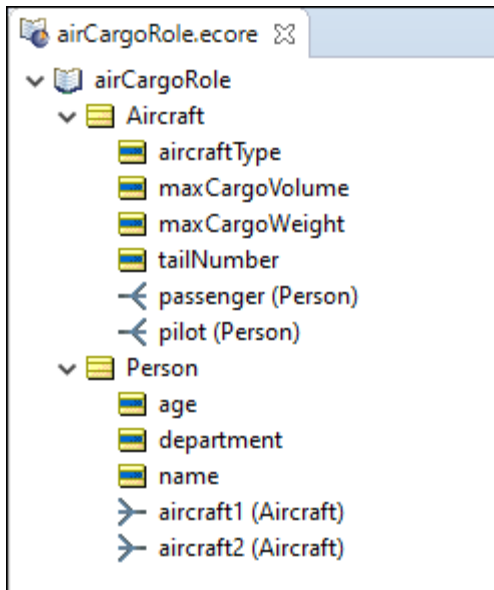 airCargoRole.ecore
airCargoRole
Aircraft
aircraftType
maxCargoVolume
maxCargoWeight
tailNumber
passenger (Person)
pilot (Person)
Person
age
department
name
aircraft1 (Aircraft)
aircraft2 (Aircraft)